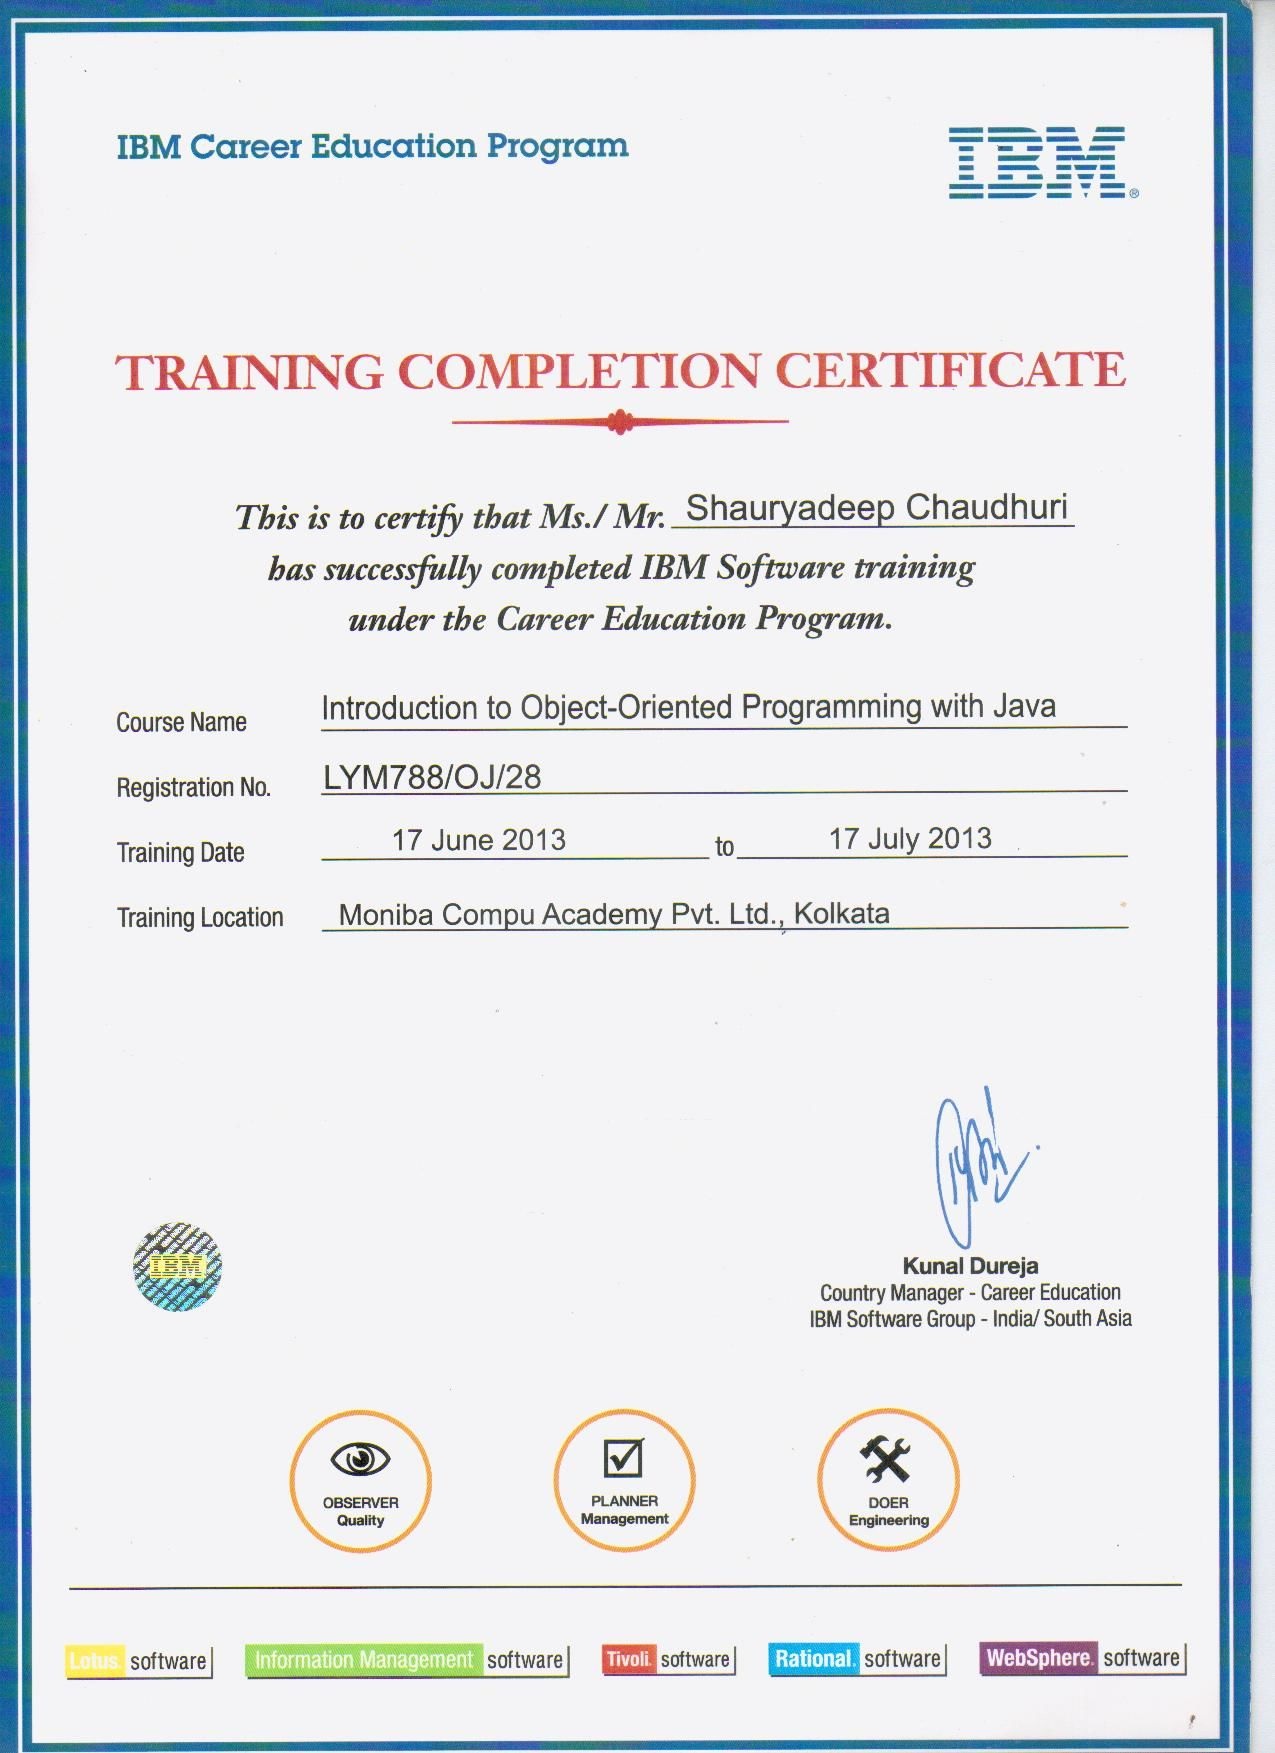 IBM Career Education Program
IBM®
TRAINING COMPLETION CERTIFICATE
This is to certify that Ms./ Mr. Shauryadeep Chaudhuri
has successfully completed IBM Software training
under the Career Education Program.
Course Name Introduction to Object-Oriented Programming with Java
Registration No. LYM788/OJ/28
Training Date 17 June 2013 to 17 July 2013
Training Location Moniba Compu Academy Pvt. Ltd., Kolkata
IBM
Kunal Dureja
Country Manager - Career Education
IBM Software Group - India/ South Asia
OBSERVER
Quality
PLANNER
Management
DOER
Engineering
Lotus. software
Information Management software
Tivoli. software
Rational. software
WebSphere. software